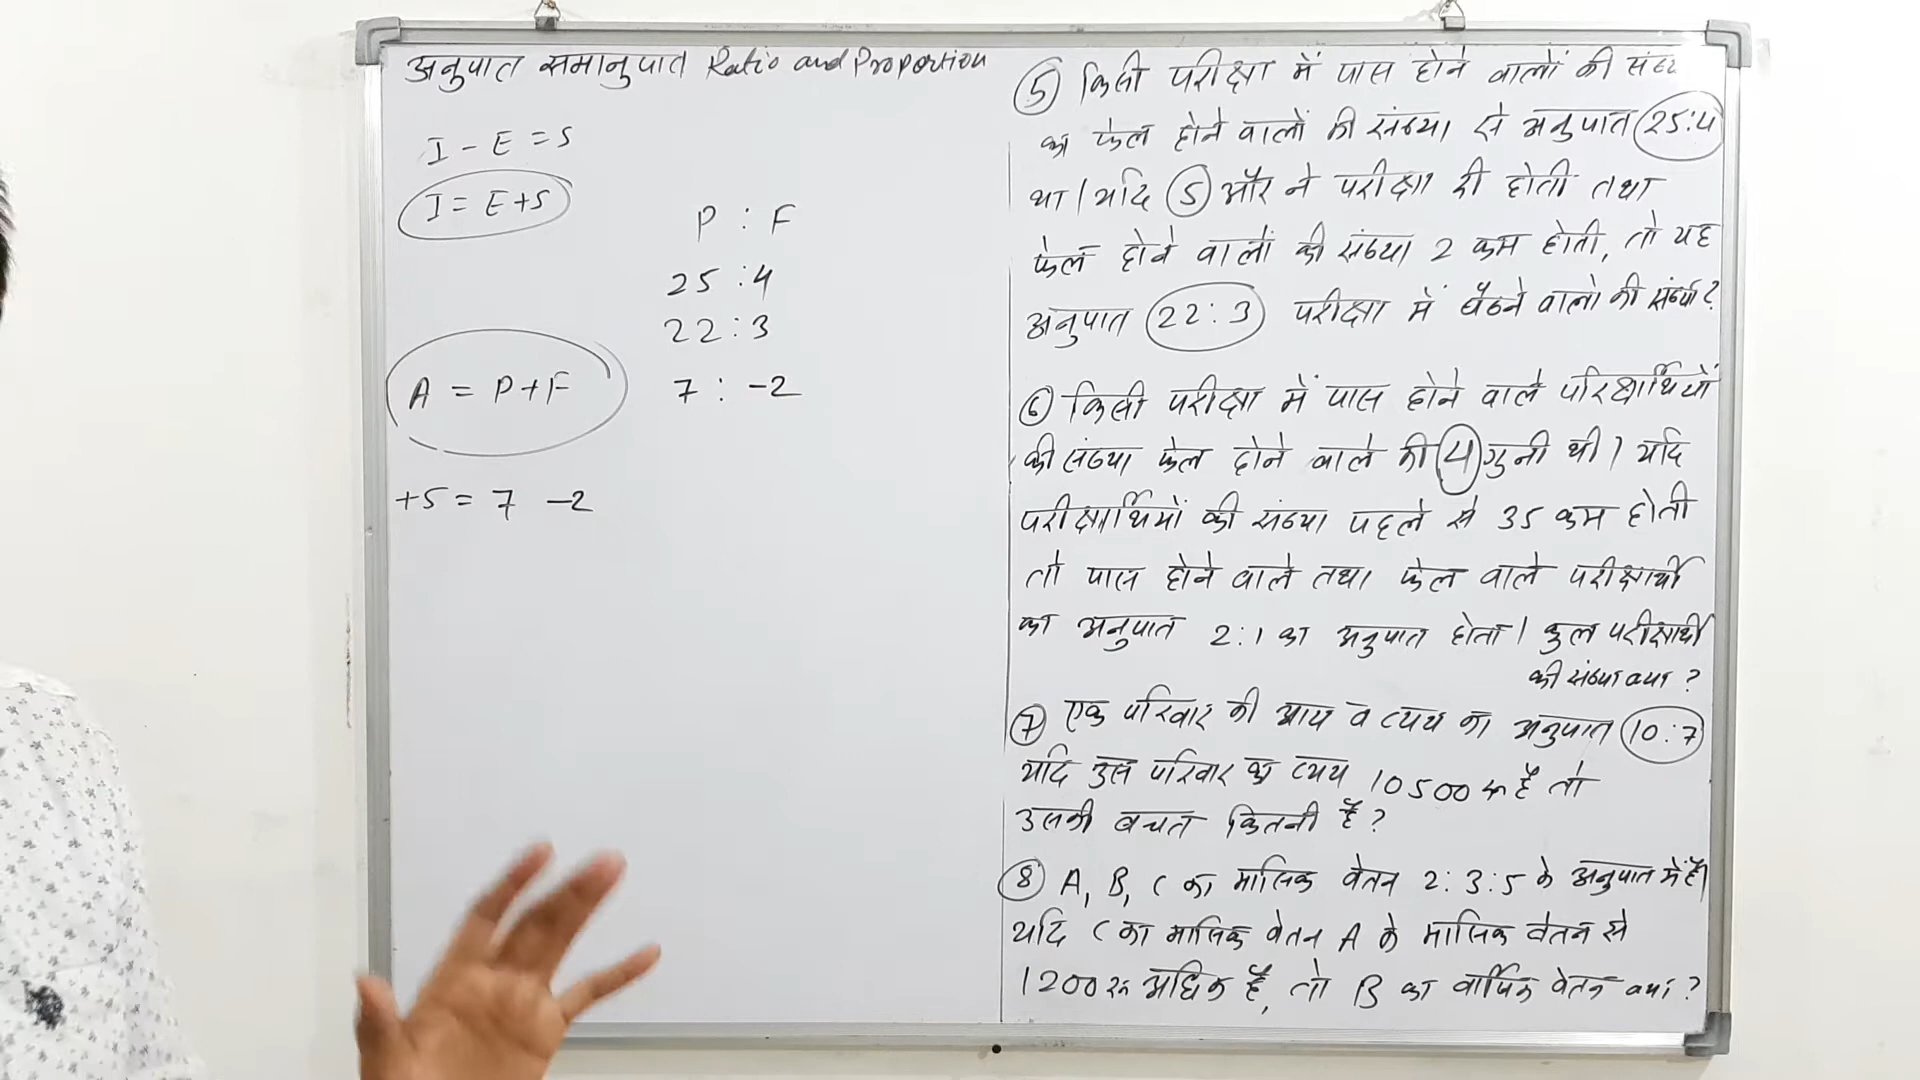 अनुपात समानुपात Ratio and Proportion
I - E = S
I = E+S
P : F
25 : 4
22 : 3
A = P+F
7 : -2
+5 = 7 -2
⑤ किसी परीक्षा में पास होने वालों की
का फेल होने वालों की संख्या से अनुपात 25:4
था। यदि 5 और ने परीक्षा दी होती तथा
फेल होने वालों की संख्या 2 कम होती, तो यह
अनुपात 22:3 परीक्षा में बैठने वालो की संख्या?
⑥ किसी परीक्षा में पास होने वाले परिक्षार्थियों
की संख्या फेल होने वाले की 4 गुनी थी। यदि
परीक्षार्थियों की संख्या पहले से 35 कम होती
तो पास होने वाले तथा फेल वाले परीक्षार्थी
का अनुपात 2:1 का अनुपात होता। कुल परीक्षार्थी
की संख्या क्या ?
⑦ एक परिवार की आय व व्यय का अनुपात 10:7
यदि उस परिवार का व्यय 10500 रू है तो
उसकी बचत कितनी है?
⑧ A, B, C का मासिक वेतन 2:3:5 के अनुपात में है।
यदि C का मासिक वेतन A के मासिक वेतन से
1200 रू अधिक है, तो B का वार्षिक वेतन क्या ?